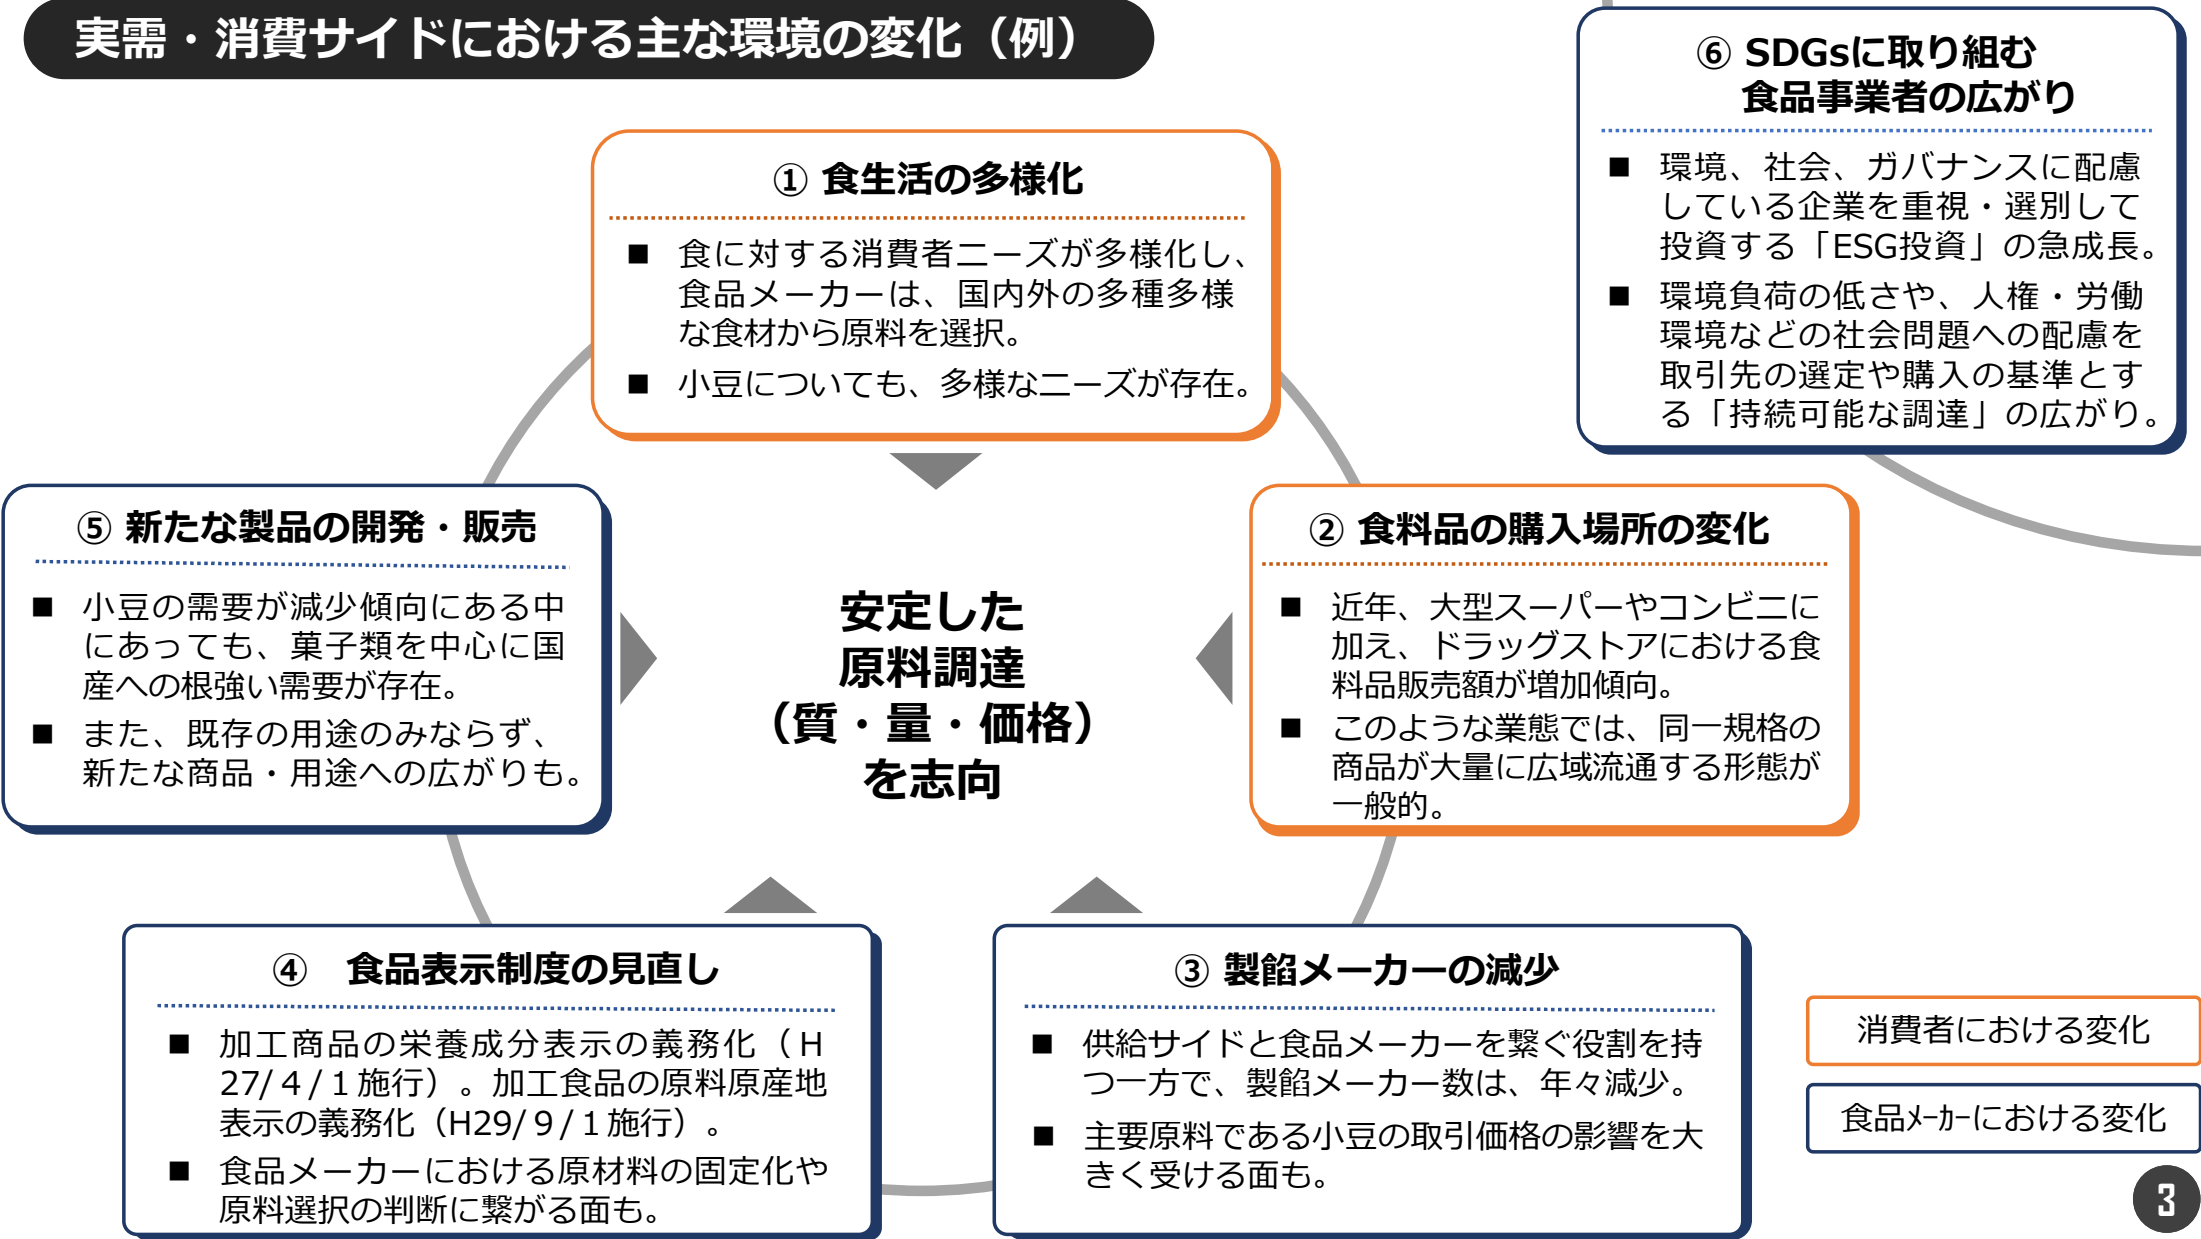 実需・消費サイドにおける主な環境の変化（例）
① 食生活の多様化
■ 食に対する消費者ニーズが多様化し、
食品メーカーは、国内外の多種多様
な食材から原料を選択。
■ 小豆についても、多様なニーズが存在。
② 食料品の購入場所の変化
■ 近年、大型スーパーやコンビニに
加え、ドラッグストアにおける食
料品販売額が増加傾向。
■ このような業態では、同一規格の
商品が大量に広域流通する形態が
一般的。
③ 製餡メーカーの減少
■ 供給サイドと食品メーカーを繋ぐ役割を持
つ一方で、製餡メーカー数は、年々減少。
■ 主要原料である小豆の取引価格の影響を大
きく受ける面も。
④　食品表示制度の見直し
■ 加工商品の栄養成分表示の義務化（Ｈ
27/４/１施行）。加工食品の原料原産地
表示の義務化（H29/９/１施行）。
■ 食品メーカーにおける原材料の固定化や
原料選択の判断に繋がる面も。
⑤ 新たな製品の開発・販売
■ 小豆の需要が減少傾向にある中
にあっても、菓子類を中心に国
産への根強い需要が存在。
■ また、既存の用途のみならず、
新たな商品・用途への広がりも。
⑥ SDGsに取り組む
食品事業者の広がり
■ 環境、社会、ガバナンスに配慮
している企業を重視・選別して
投資する「ESG投資」の急成長。
■ 環境負荷の低さや、人権・労働
環境などの社会問題への配慮を
取引先の選定や購入の基準とす
る「持続可能な調達」の広がり。
安定した
原料調達
（質・量・価格）
を志向
消費者における変化
食品ﾒｰｶｰにおける変化
3